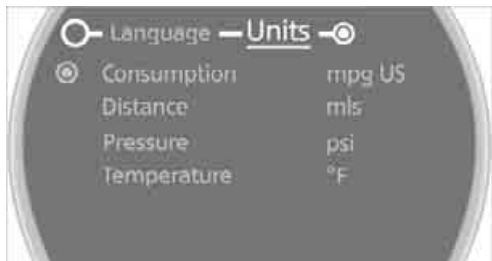 Language Units
Consumption mpg US
Distance mls
Pressure psi
Temperature °F